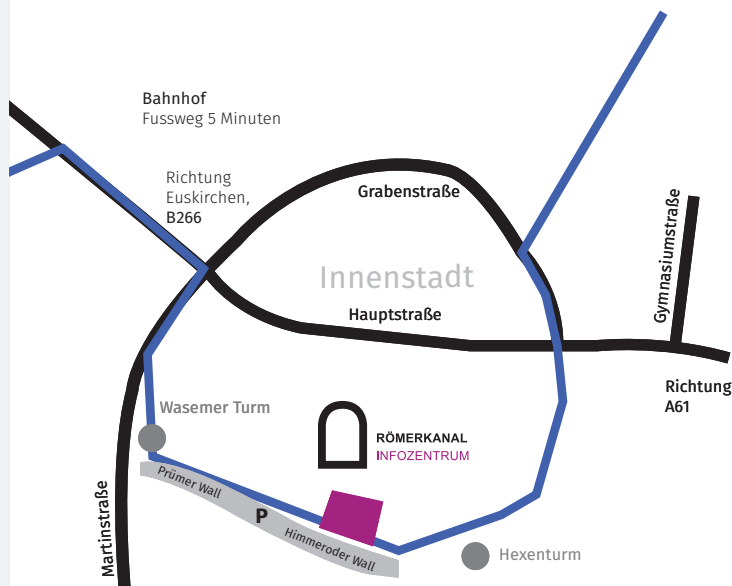 Bahnhof
Fussweg 5 Minuten
Richtung
Euskirchen,
B266
Grabenstraße
Innenstadt
Hauptstraße
Gymnasiumstraße
Richtung
A61
Wasemer Turm
RÖMERKANAL
INFOZENTRUM
Prümer Wall
P
Himmeroder Wall
Martinstraße
Hexenturm